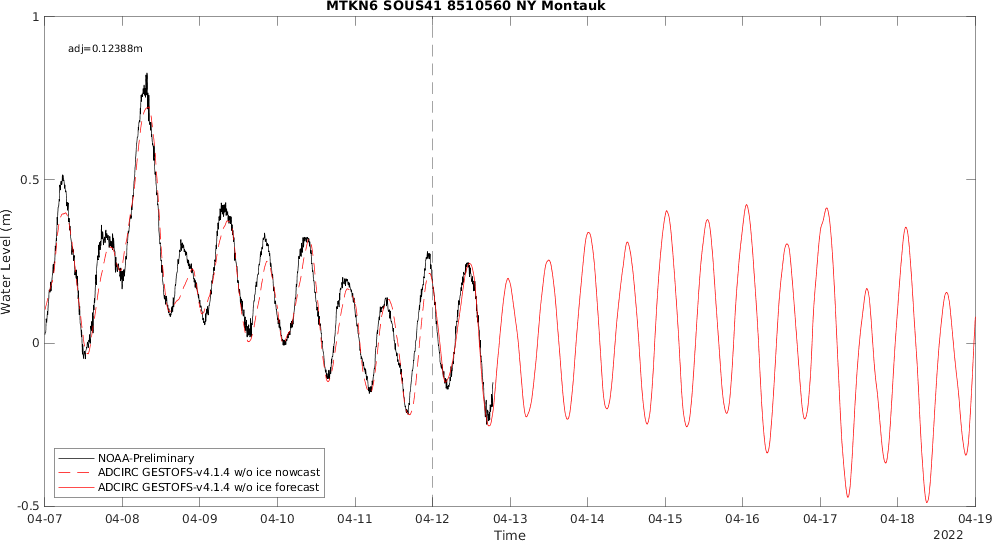 MTKN6 SOUS41 8510560 NY Montauk
adj=0.12388m
1
0.5
0
-0.5
Water Level (m)
NOAA-Preliminary
ADCIRC GESTOFS-v4.1.4 w/o ice nowcast
ADCIRC GESTOFS-v4.1.4 w/o ice forecast
04-07 04-08 04-09 04-10 04-11 04-12 04-13 04-14 04-15 04-16 04-17 04-18 04-19
Time
2022